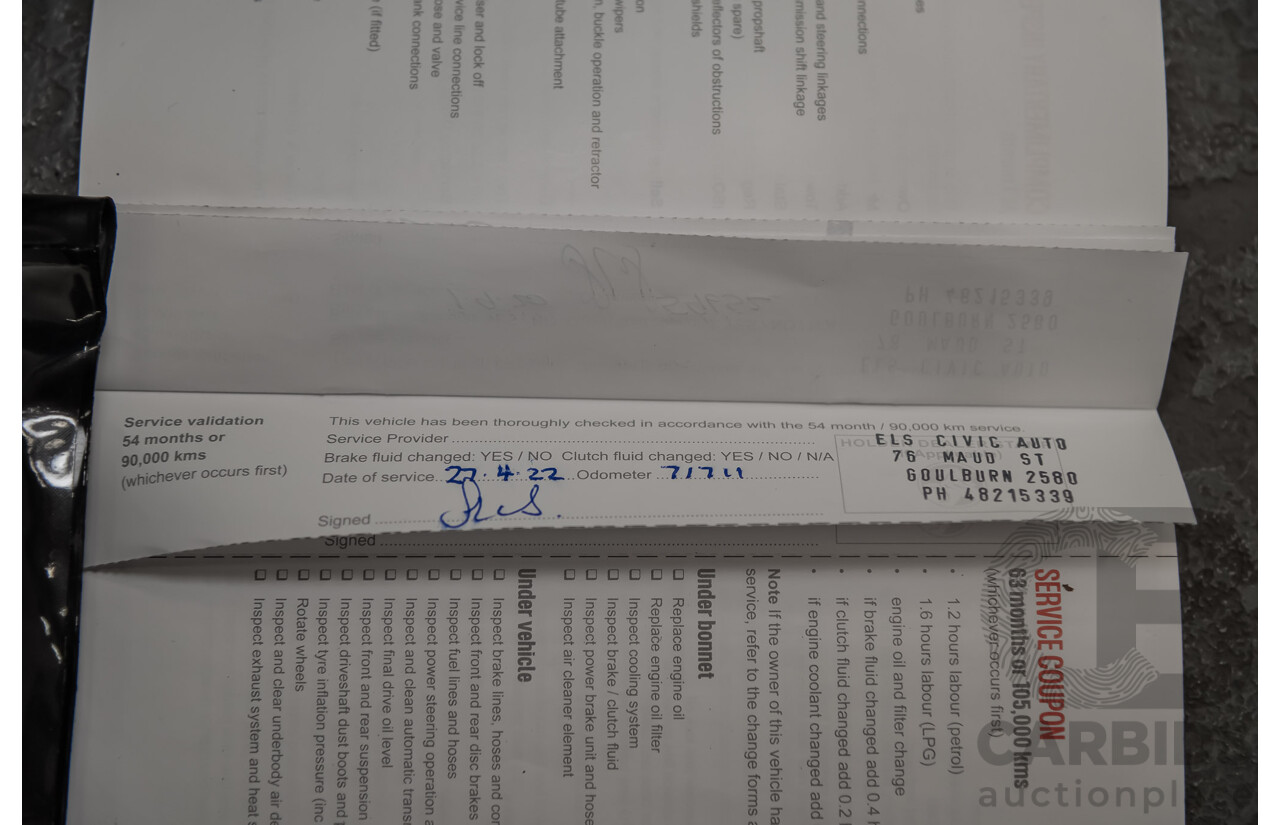 es
nnections
and steering linkages
mission shift linkage
propshaft
spare)
eflectors of obstructions
shields
on
wipers
n, buckle operation and retractor
tube attachment
ser and lock off
vice line connections
ose and valve
ank connections
(if fitted)
Service validation
54 months or
90,000 kms
(whichever occurs first)
This vehicle has been thoroughly checked in accordance with the 54 month / 90,000 km service.
Service Provider
Brake fluid changed: YES / NO Clutch fluid changed: YES / NO / N/A
Date of service 27.4.22 Odometer 71711
Signed
ELS CIVIC AUTO
76 MAUD ST
GOULBURN 2580
PH 48215339
Signed
SERVICE COUPON
63 months or 105,000 kms
(whichever occurs first)
• 1.2 hours labour (petrol)
• 1.6 hours labour (LPG)
• engine oil and filter change
• if brake fluid changed add 0.4 h
• if clutch fluid changed add 0.2
• if engine coolant changed add
Note If the owner of this vehicle ha
service, refer to the change forms a
Under bonnet
❑ Replace engine oil
❑ Replace engine oil filter
❑ Inspect cooling system
❑ Inspect brake / clutch fluid
❑ Inspect power brake unit and hose
❑ Inspect air cleaner element
Under vehicle
❑ Inspect brake lines, hoses and cor
❑ Inspect front and rear disc brakes
❑ Inspect fuel lines and hoses
❑ Inspect power steering operation a
❑ Inspect and clean automatic trans
❑ Inspect final drive oil level
❑ Inspect front and rear suspension
❑ Inspect driveshaft dust boots and
❑ Inspect tyre inflation pressure (inc
❑ Rotate wheels
❑ Inspect and clear underbody air de
❑ Inspect exhaust system and heat s
CARBI
auctionpl